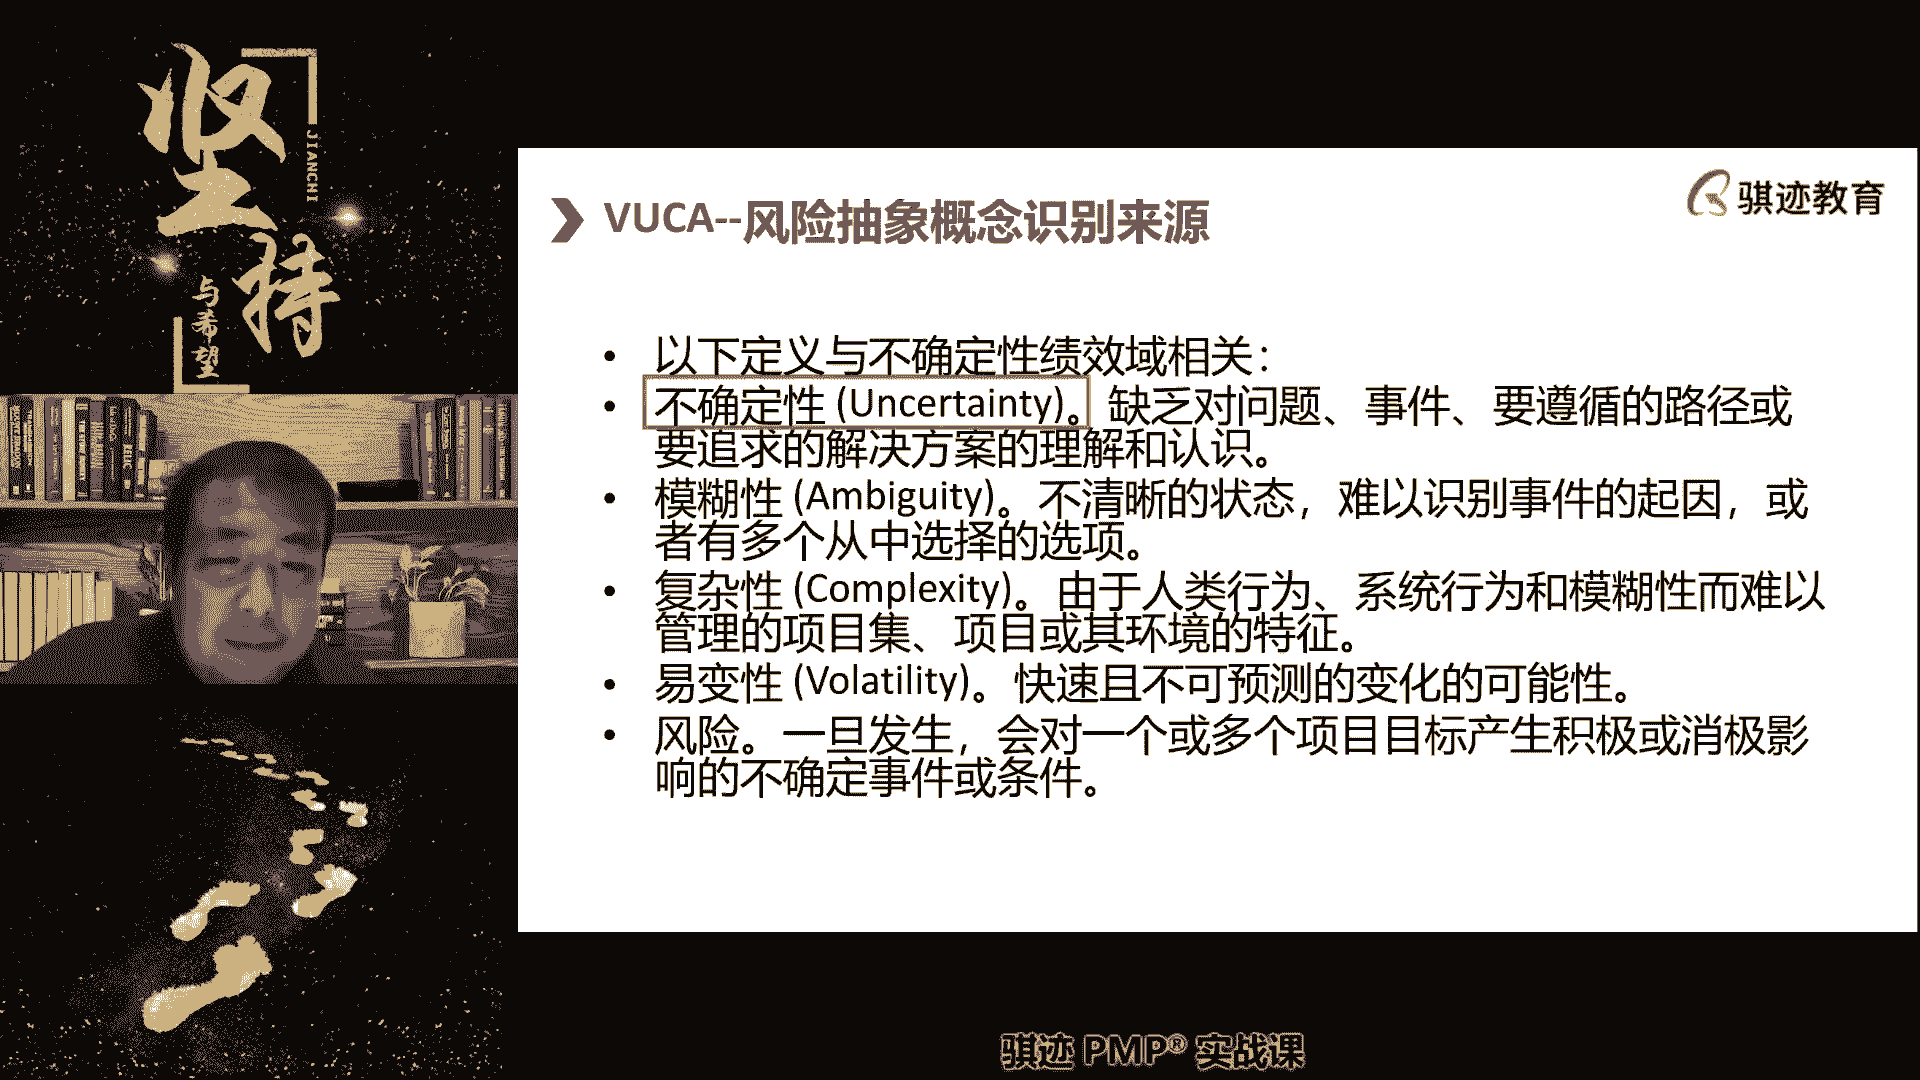 坚持
JIANCHI
与希望
骐迹教育
VUCA--风险抽象概念识别来源
• 以下定义与不确定性绩效域相关：
• 不确定性 (Uncertainty)。缺乏对问题、事件、要遵循的路径或
要追求的解决方案的理解和认识。
• 模糊性 (Ambiguity)。不清晰的状态，难以识别事件的起因，或
者有多个从中选择的选项。
• 复杂性 (Complexity)。由于人类行为、系统行为和模糊性而难以
管理的项目集、项目或其环境的特征。
• 易变性 (Volatility)。快速且不可预测的变化的可能性。
• 风险。一旦发生，会对一个或多个项目目标产生积极或消极影
响的不确定事件或条件。
骐迹 PMP® 实战课